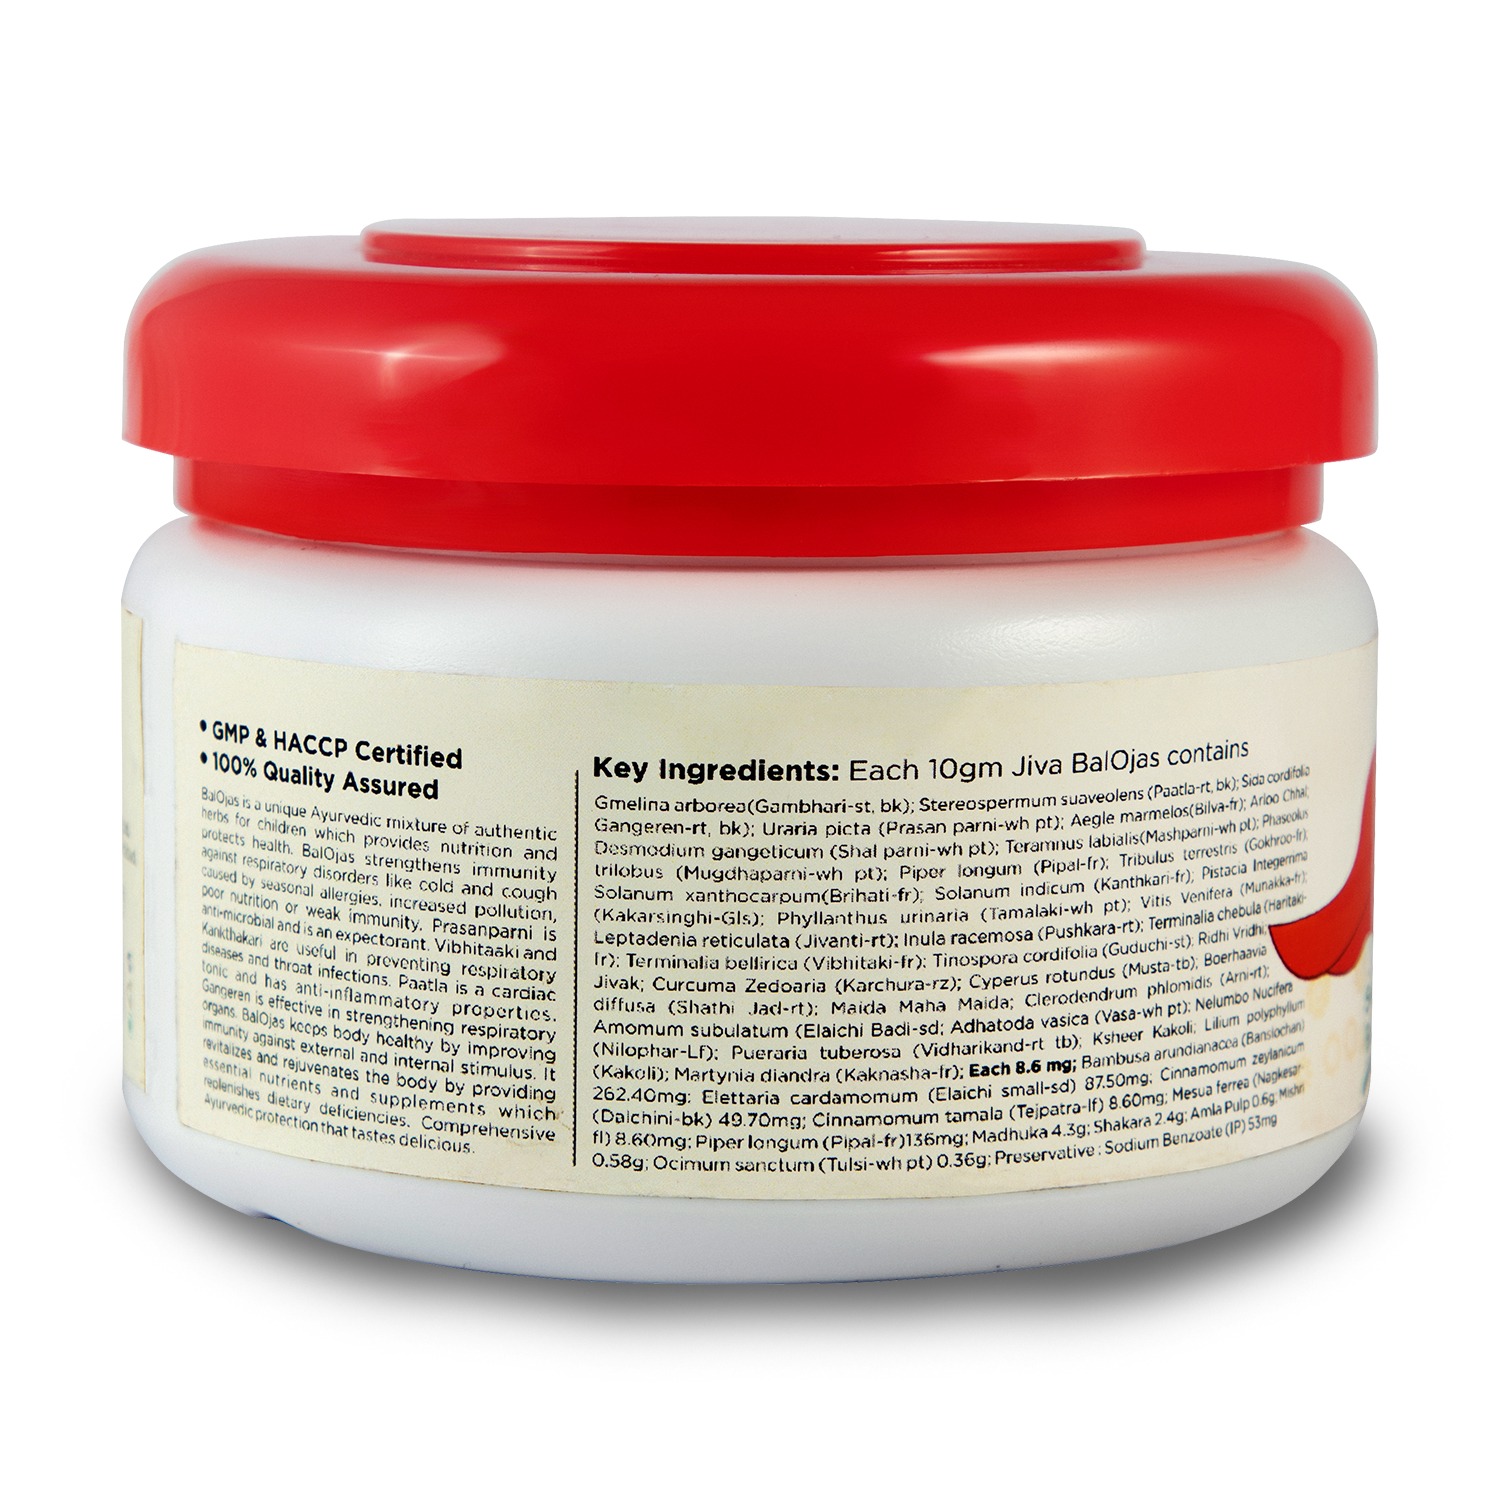 • GMP & HACCP Certified
• 100% Quality Assured
BalOjas is a unique Ayurvedic mixture of authentic
herbs for children which provides nutrition and
protects health. BalOjas strengthens immunity
against respiratory disorders like cold and cough
caused by seasonal allergies, increased pollution,
poor nutrition or weak immunity. Prasanparni is
anti-microbial and is an expectorant. Vibhitaaki and
Kankthakari are useful in preventing respiratory
diseases and throat infections. Paatla is a cardiac
tonic and has anti-inflammatory properties.
Gangeren is effective in strengthening respiratory
organs. BalOjas keeps body healthy by improving
immunity against external and internal stimulus. It
revitalizes and rejuvenates the body by providing
essential nutrients and supplements which
replenishes dietary deficiencies. Comprehensive
Ayurvedic protection that tastes delicious.
Key Ingredients: Each 10gm Jiva BalOjas contains
Gmelina arborea(Gambhari-st, bk); Stereospermum suaveolens (Paatla-rt, bk); Sida cordifolia
Gangeren-rt, bk); Uraria picta (Prasan parni-wh pt); Aegle marmelos(Bilva-fr); Arloo Chhal;
Desmodium gangeticum (Shal parni-wh pt); Teramnus labialis(Mashparni-wh pt); Phaseolus
trilobus (Mugdhaparni-wh pt); Piper longum (Pipal-fr); Tribulus terrestris (Gokhroo-fr);
Solanum xanthocarpum(Brihati-fr); Solanum indicum (Kanthkari-fr); Pistacia Integerrima
(Kakarsinghi-Gls); Phyllanthus urinaria (Tamalaki-wh pt); Vitis Venifera (Munakka-fr);
Leptadenia reticulata (Jivanti-rt); Inula racemosa (Pushkara-rt); Terminalia chebula (Haritaki-
fr); Terminalia bellirica (Vibhitaki-fr); Tinospora cordifolia (Guduchi-st); Ridhi Vridhi;
Jivak; Curcuma Zedoaria (Karchura-rz); Cyperus rotundus (Musta-tb); Boerhaavia
diffusa (Shathi Jad-rt); Maida Maha Maida; Clerodendrum phlomidis (Arni-rt);
Amomum subulatum (Elaichi Badi-sd; Adhatoda vasica (Vasa-wh pt); Nelumbo Nucifera
(Nilophar-Lf); Pueraria tuberosa (Vidharikand-rt tb); Ksheer Kakoli; Lilium polyphyllum
(Kakoli); Martynia diandra (Kaknasha-fr); Each 8.6 mg; Bambusa arundianacea (Banslochan)
262.40mg; Elettaria cardamomum (Elaichi small-sd) 87.50mg; Cinnamomum zeylanicum
(Dalchini-bk) 49.70mg; Cinnamomum tamala (Tejpatra-lf) 8.60mg; Mesua ferrea (Nagkesar-
fl) 8.60mg; Piper longum (Pipal-fr)136mg; Madhuka 4.3g; Shakara 2.4g; Amla Pulp 0.6g; Mishri
0.58g; Ocimum sanctum (Tulsi-wh pt) 0.36g; Preservative : Sodium Benzoate (IP) 53mg